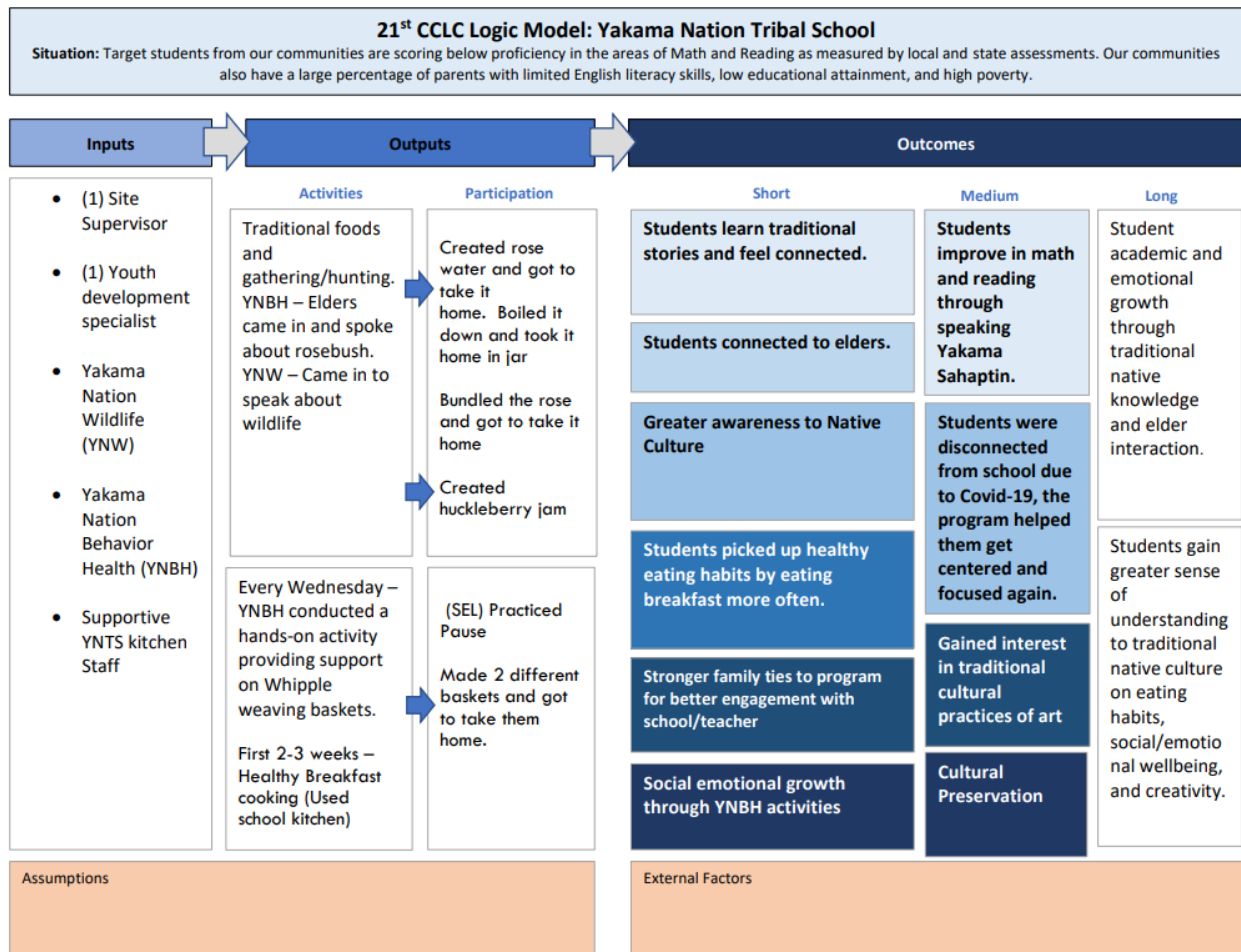 21st CCLC Logic Model: Yakama Nation Tribal School
Situation: Target students from our communities are scoring below proficiency in the areas of Math and Reading as measured by local and state assessments. Our communities
also have a large percentage of parents with limited English literacy skills, low educational attainment, and high poverty.
Inputs
Outputs
Outcomes
• (1) Site
Supervisor
• (1) Youth
development
specialist
• Yakama
Nation
Wildlife
(YNW)
• Yakama
Nation
Behavior
Health (YNBH)
• Supportive
YNTS kitchen
Staff
Activities
Traditional foods
and
gathering/hunting.
YNBH – Elders
came in and spoke
about rosebush.
YNW – Came in to
speak about
wildlife
Every Wednesday –
YNBH conducted a
hands-on activity
providing support
on Whipple
weaving baskets.
First 2-3 weeks –
Healthy Breakfast
cooking (Used
school kitchen)
Participation
Created rose
water and got to
take it
home. Boiled it
down and took it
home in jar
Bundled the rose
and got to take it
home
Created
huckleberry jam
(SEL) Practiced
Pause
Made 2 different
baskets and got
to take them
home.
Short
Students learn traditional
stories and feel connected.
Students connected to elders.
Greater awareness to Native
Culture
Students picked up healthy
eating habits by eating
breakfast more often.
Stronger family ties to program
for better engagement with
school/teacher
Social emotional growth
through YNBH activities
Medium
Students
improve in math
and reading
through
speaking
Yakama
Sahaptin.
Students were
disconnected
from school due
to Covid-19, the
program helped
them get
centered and
focused again.
Gained interest
in traditional
cultural
practices of art
Cultural
Preservation
Long
Student
academic and
emotional
growth
through
traditional
native
knowledge
and elder
interaction.
Students gain
greater sense
of
understanding
to traditional
native culture
on eating
habits,
social/emotio
nal wellbeing,
and creativity.
Assumptions
External Factors